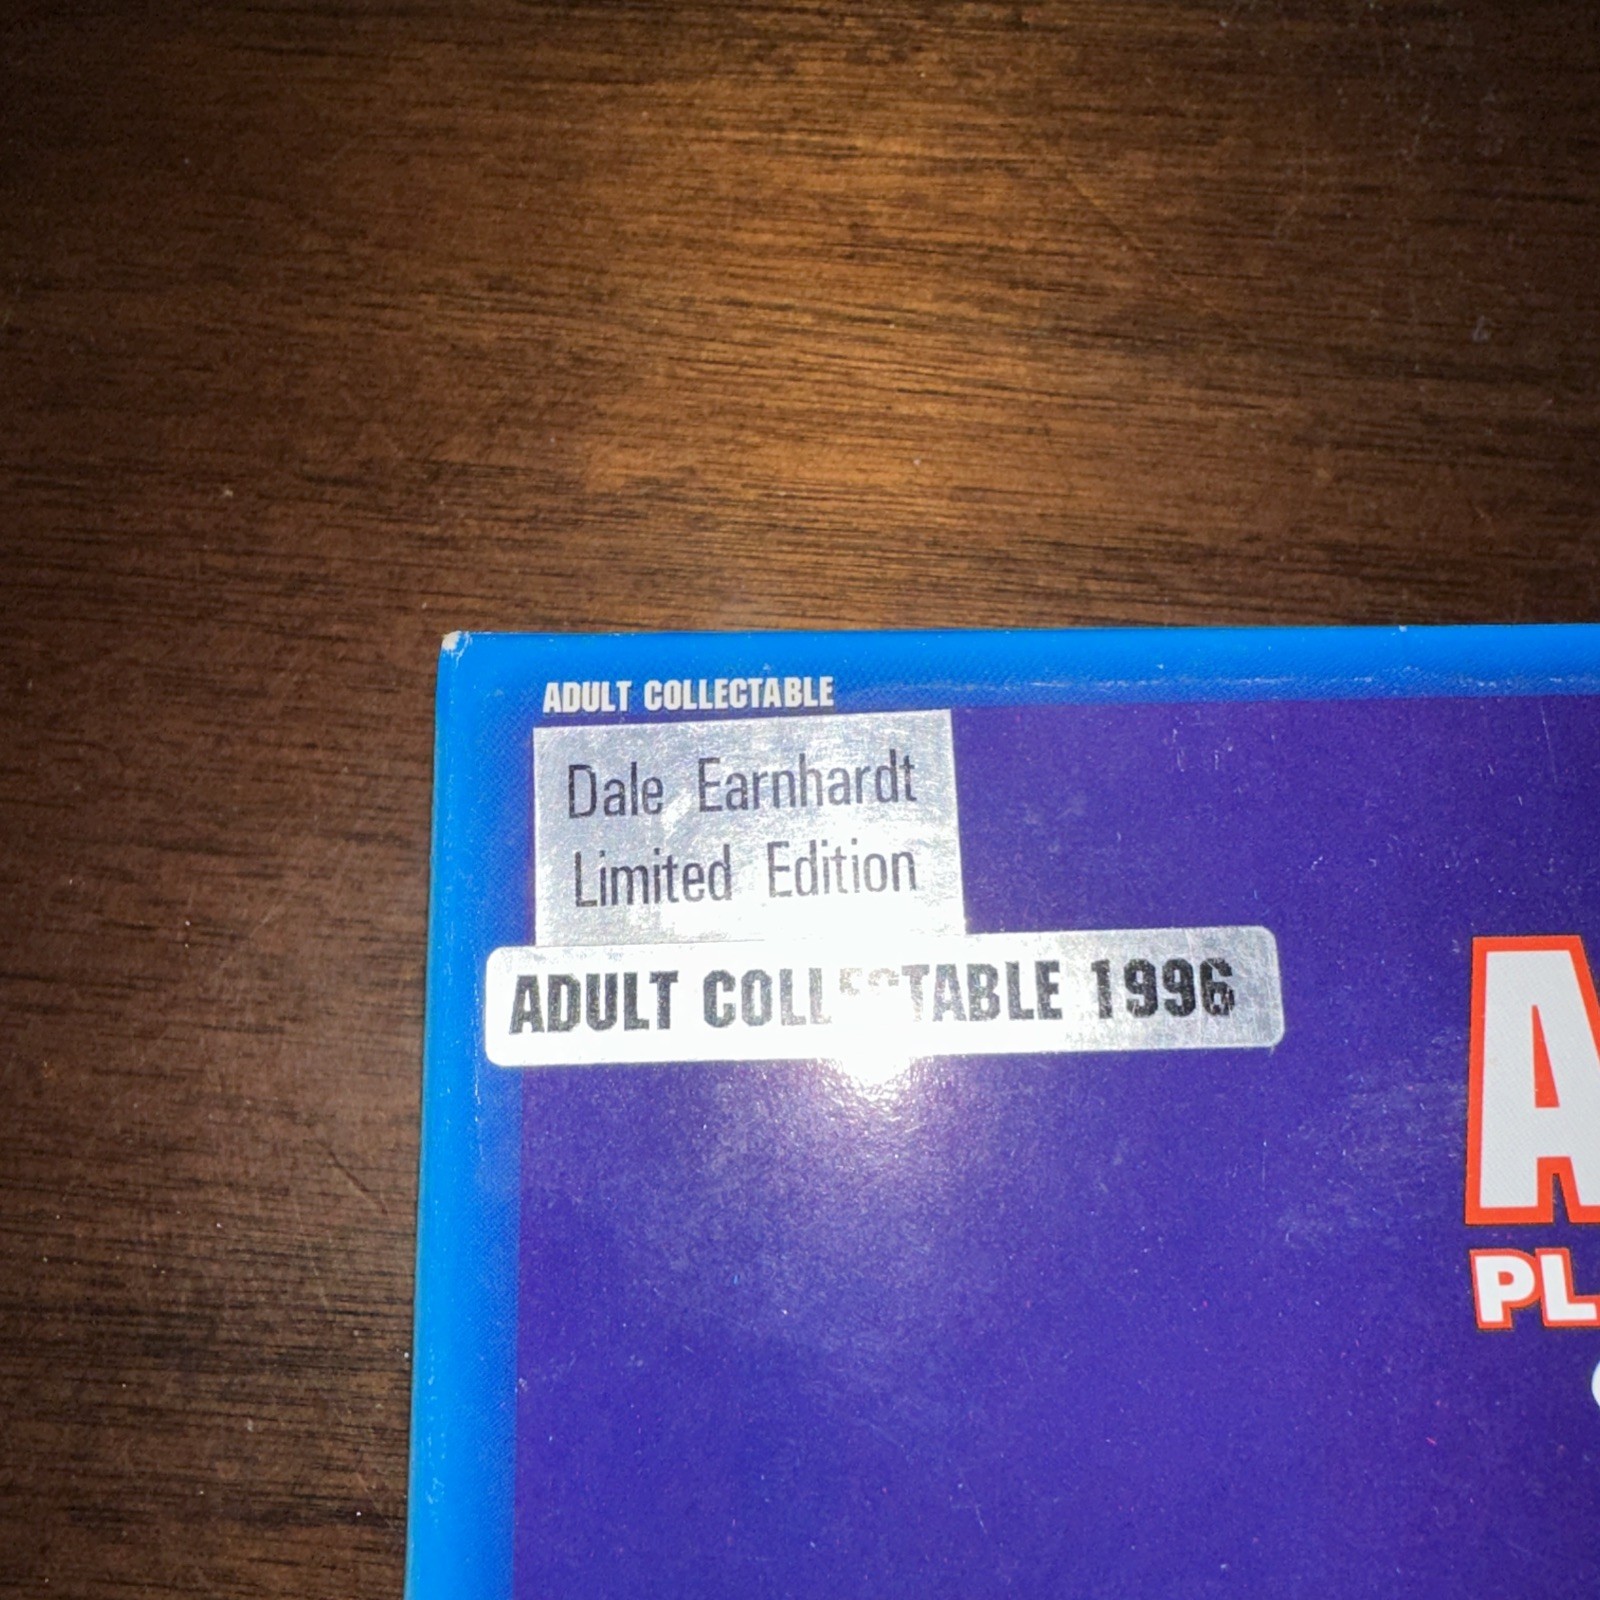 ADULT COLLECTABLE
Dale Earnhardt
Limited Edition
ADULT COLLECTABLE 1996